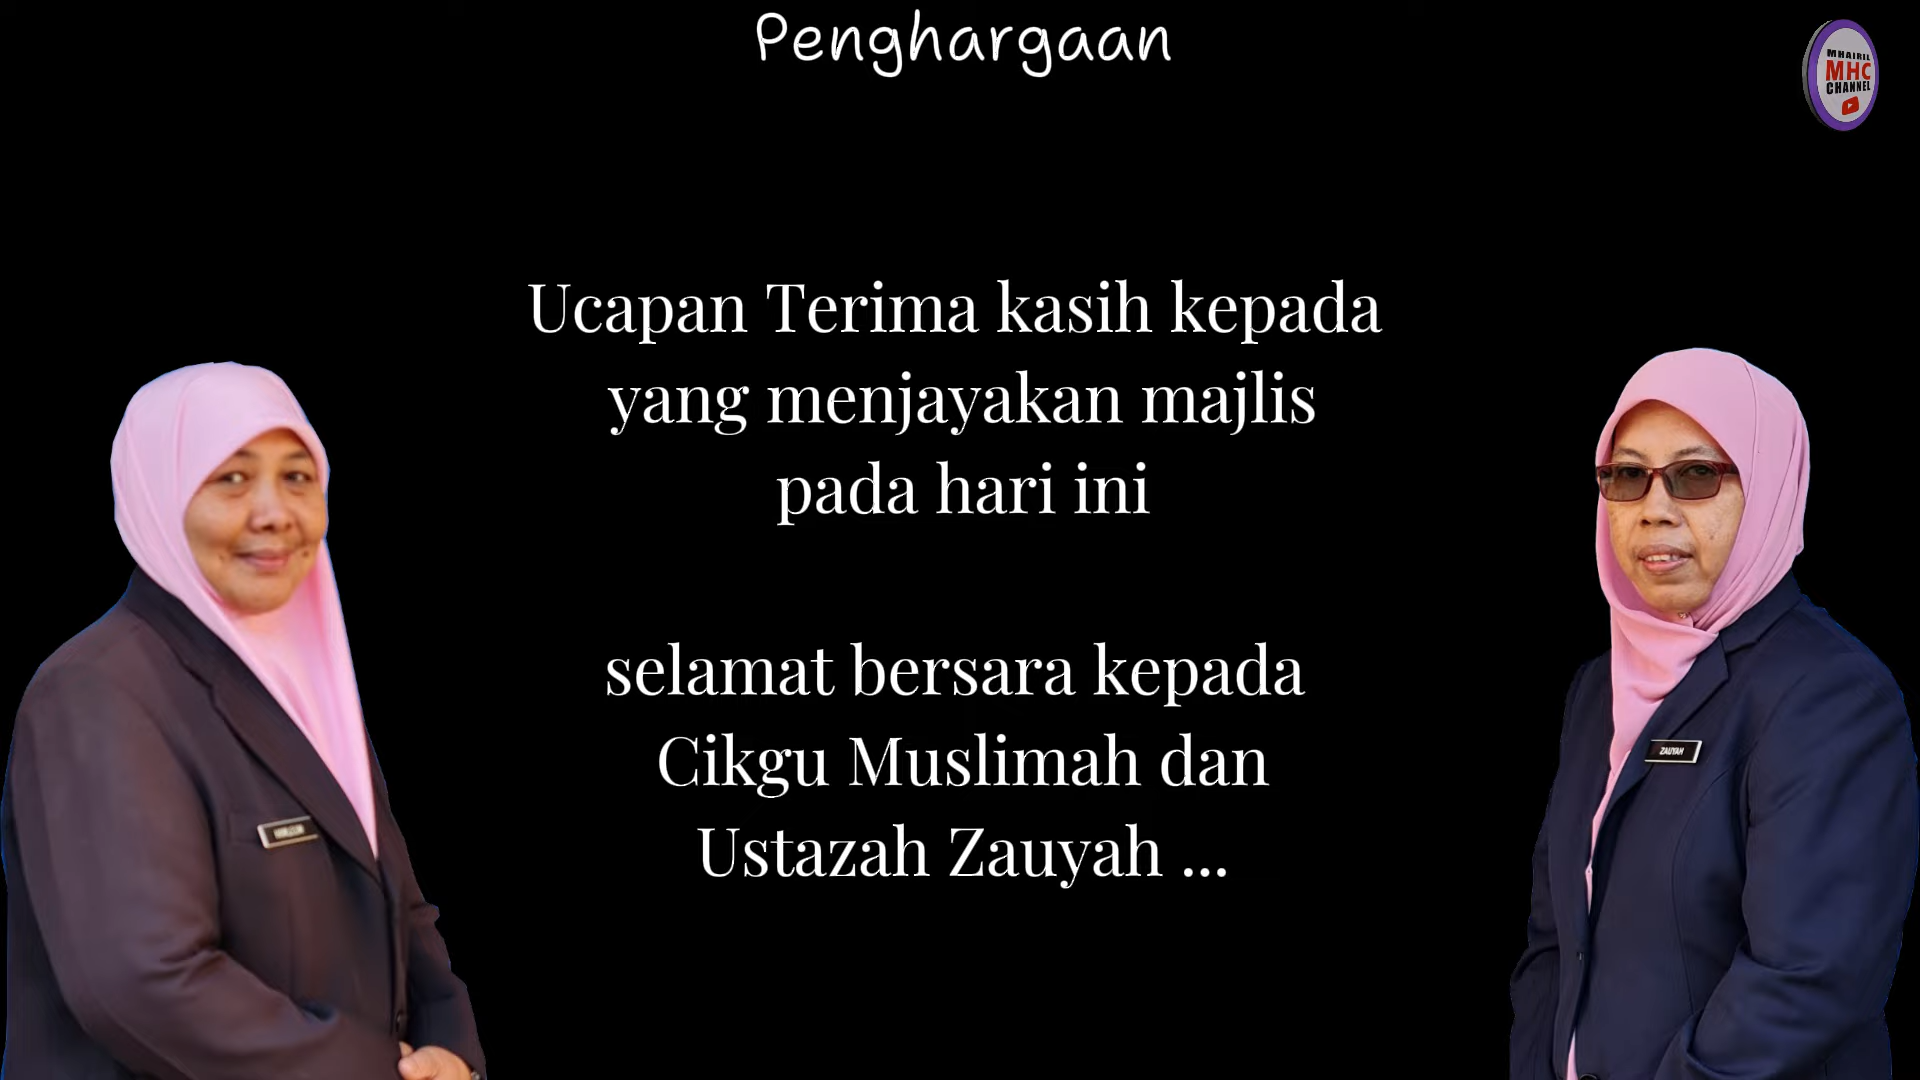 Penghargaan
MHAIRIL
MHC
CHANNEL
Ucapan Terima kasih kepada
yang menjayakan majlis
pada hari ini
selamat bersara kepada
Cikgu Muslimah dan
Ustazah Zauyah ...
ZAUYAH